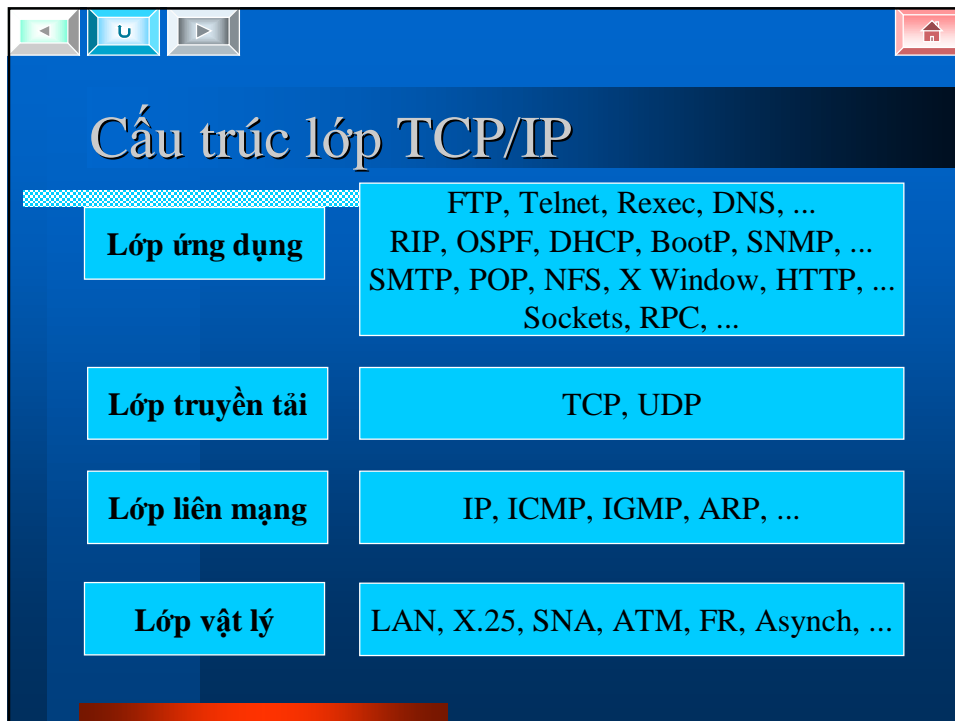 Cấu trúc lớp TCP/IP
Lớp ứng dụng
FTP, Telnet, Rexec, DNS, ...
RIP, OSPF, DHCP, BootP, SNMP, ...
SMTP, POP, NFS, X Window, HTTP, ...
Sockets, RPC, ...
Lớp truyền tải
TCP, UDP
Lớp liên mạng
IP, ICMP, IGMP, ARP, ...
Lớp vật lý
LAN, X.25, SNA, ATM, FR, Asynch, ...